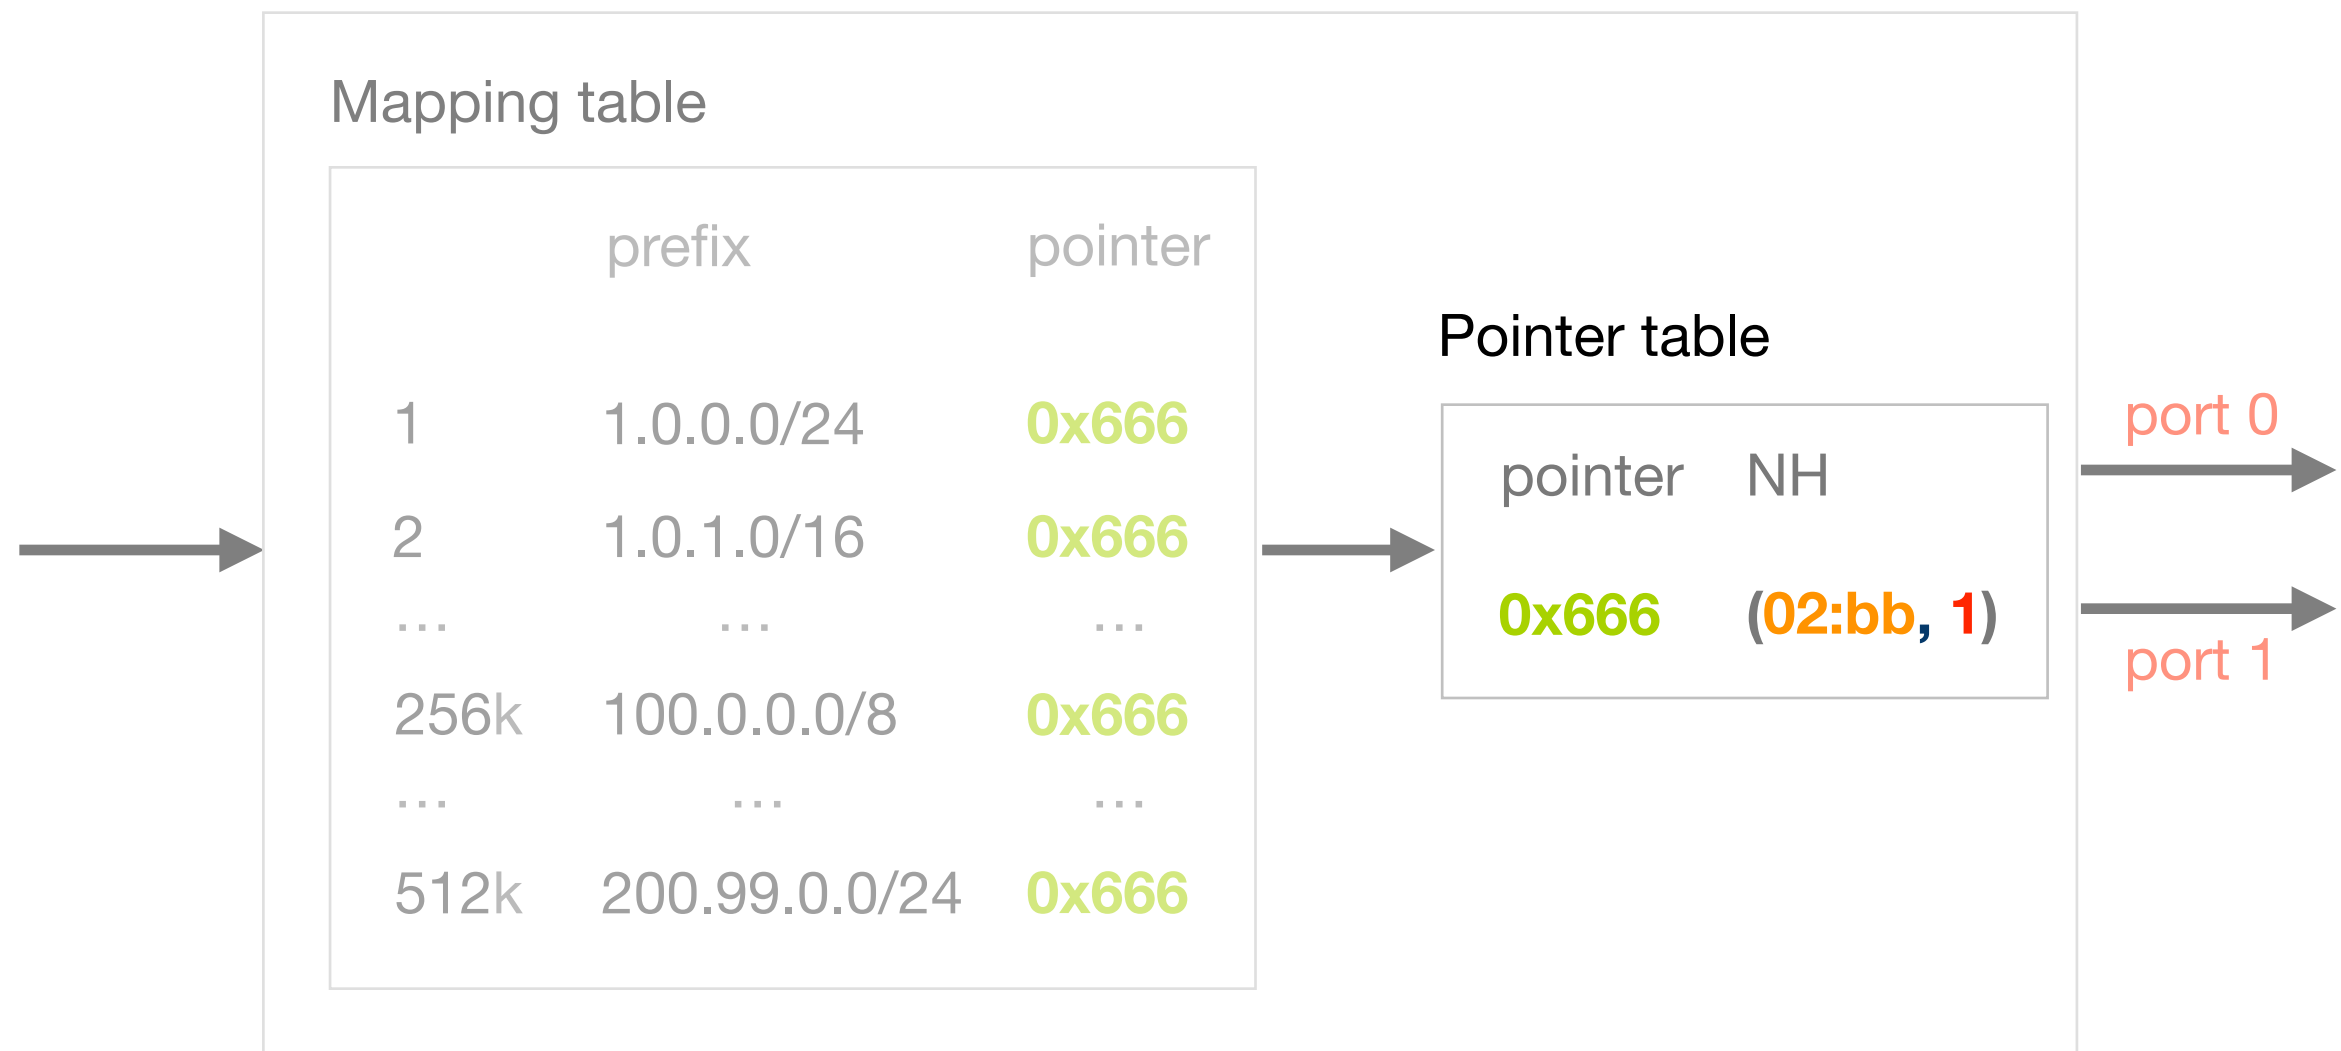 Mapping table
prefix pointer
1 1.0.0.0/24 0x666
2 1.0.1.0/16 0x666
... ... ...
256k 100.0.0.0/8 0x666
... ... ...
512k 200.99.0.0/24 0x666
Pointer table
pointer NH
0x666 (02:bb, 1)
port 0
port 1